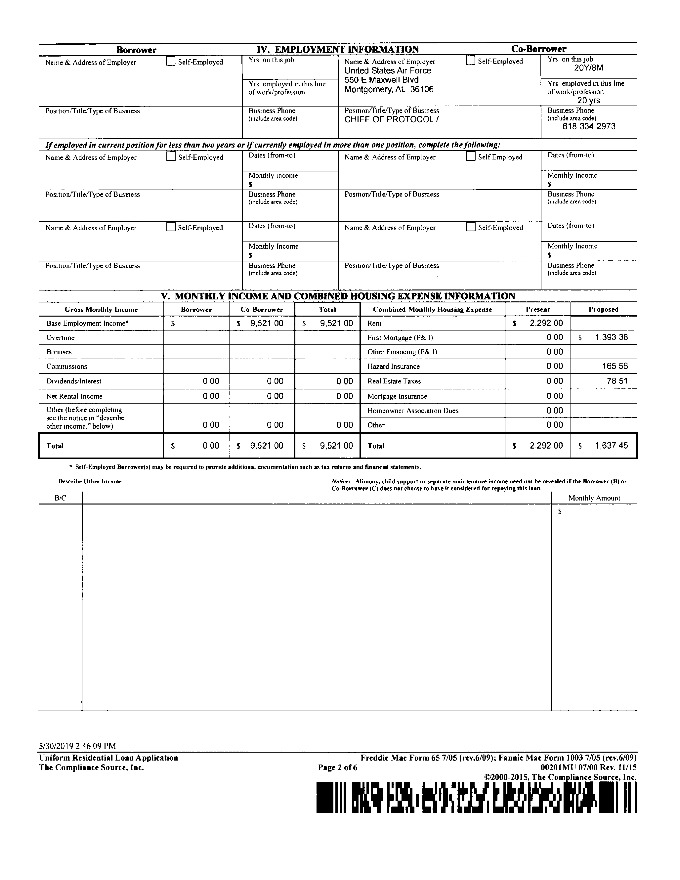 Borrower IV. EMPLOYMENT INFORMATION Co-Borrower
Name & Address of Employer Self-Employed Yrs. on this job Name & Address of Employer Self-Employed Yrs. on this job
United States Air Force 20Y/8M
550 E Maxwell Blvd
Montgomery, AL 36106
Yrs. employed in this line of work/profession Yrs. employed in this line of work/profession
20 yrs
Position/Title/Type of Business Business Phone (include area code) Position/Title/Type of Business Business Phone (include area code)
CHIEF OF PROTOCOL / 618 334 2973
If employed in current position for less than two years or if currently employed in more than one position, complete the following:
Name & Address of Employer Self-Employed Dates (from-to) Name & Address of Employer Self Employed Dates (from-to)
Monthly Income Monthly Income
$ $
Position/Title/Type of Business Business Phone Position/Title/Type of Business Business Phone
(include area code) (include area code)
Name & Address of Employer Self-Employed Dates (from-to) Name & Address of Employer Self-Employed Dates (from-to)
Monthly Income Monthly Income
$ $
Position/Title/Type of Business Business Phone Position/Title/Type of Business Business Phone
(include area code) (include area code)
V. MONTHLY INCOME AND COMBINED HOUSING EXPENSE INFORMATION
Gross Monthly Income Borrower Co Borrower Total Combined Monthly Housing Expense Present Proposed
Base Employment Income* $ $ 9,521 00 $ 9,521 00 Rent $ 2,292 00
Overtime First Mortgage (P& I) 0 00 $ 1,393 38
Bonuses Other Financing (P& I) 0 00
Commissions Hazard Insurance 0 00
Dividends/Interest 0 00 0 00 0 00 Real Estate Taxes 0 00 78 51
Net Rental Income 0 00 0 00 0 00 Mortgage Insurance 0 00
Other (before completing Homeowner Association Dues 0 00
see the notice in "describe
other income," below) 0 00 0 00 0 00 Other 0 00
Total $ 0 00 $ 9,521 00 $ 9,521 00 Total $ 2,292 00 $ 1,637 45
* Self-Employed Borrower(s) may be required to provide additional documentation such as tax returns and financial statements.
Describe Other Income Notice: Alimony, child support or separate maintenance income need not be revealed if the Borrower (B) or
Co-Borrower (C) does not choose to have it considered for repaying this loan
B/C Monthly Amount
$
5/30/2019 2:46 09 PM
Uniform Residential Loan Application Freddie Mac Form 65 7/05 (rev.6/09); Fannie Mae Form 1003 7/05 (rev.6/09)
The Compliance Source, Inc. Page 2 of 6 00201MU 07/00 Rev. 11/15
©2000-2015, The Compliance Source, Inc.